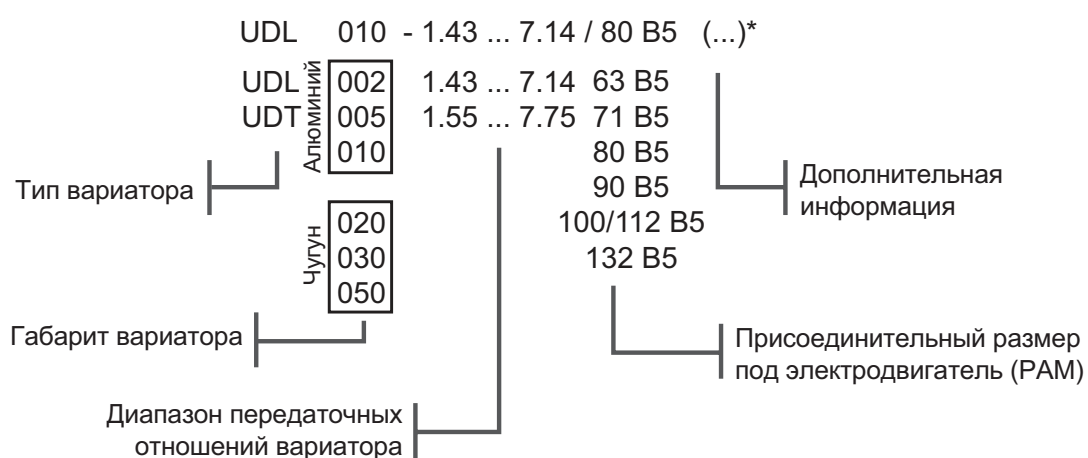 UDL 010 - 1.43 ... 7.14 / 80 B5 (...)*
UDL 002 1.43 ... 7.14 63 B5
UDT 005 1.55 ... 7.75 71 B5
010 80 B5
Алюминий
90 B5
Тип вариатора
Дополнительная
информация
020 100/112 B5
030 132 B5
050
Чугун
Габарит вариатора
Присоединительный размер
под электродвигатель (PAM)
Диапазон передаточных
отношений вариатора